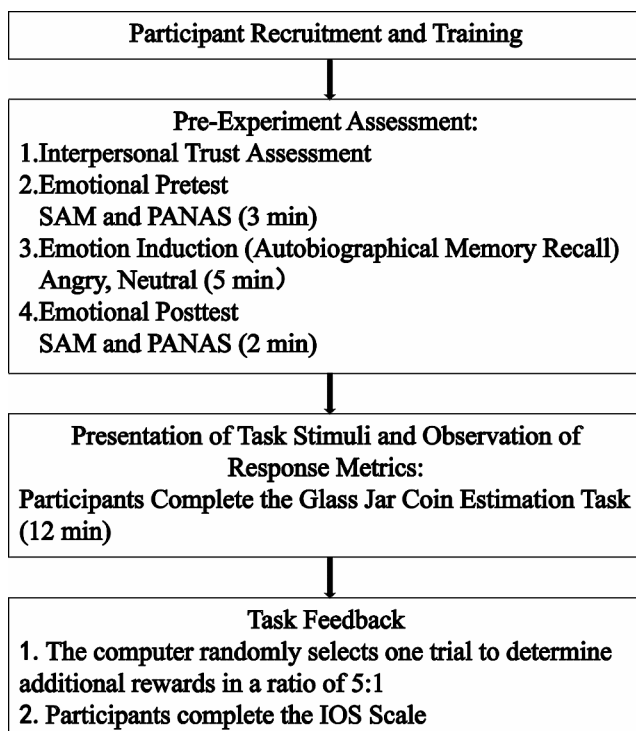 Participant Recruitment and Training
Pre-Experiment Assessment:
1.Interpersonal Trust Assessment
2.Emotional Pretest
SAM and PANAS (3 min)
3.Emotion Induction (Autobiographical Memory Recall)
Angry, Neutral (5 min）
4.Emotional Posttest
SAM and PANAS (2 min)
Presentation of Task Stimuli and Observation of
Response Metrics:
Participants Complete the Glass Jar Coin Estimation Task
(12 min)
Task Feedback
1. The computer randomly selects one trial to determine
additional rewards in a ratio of 5:1
2. Participants complete the IOS Scale